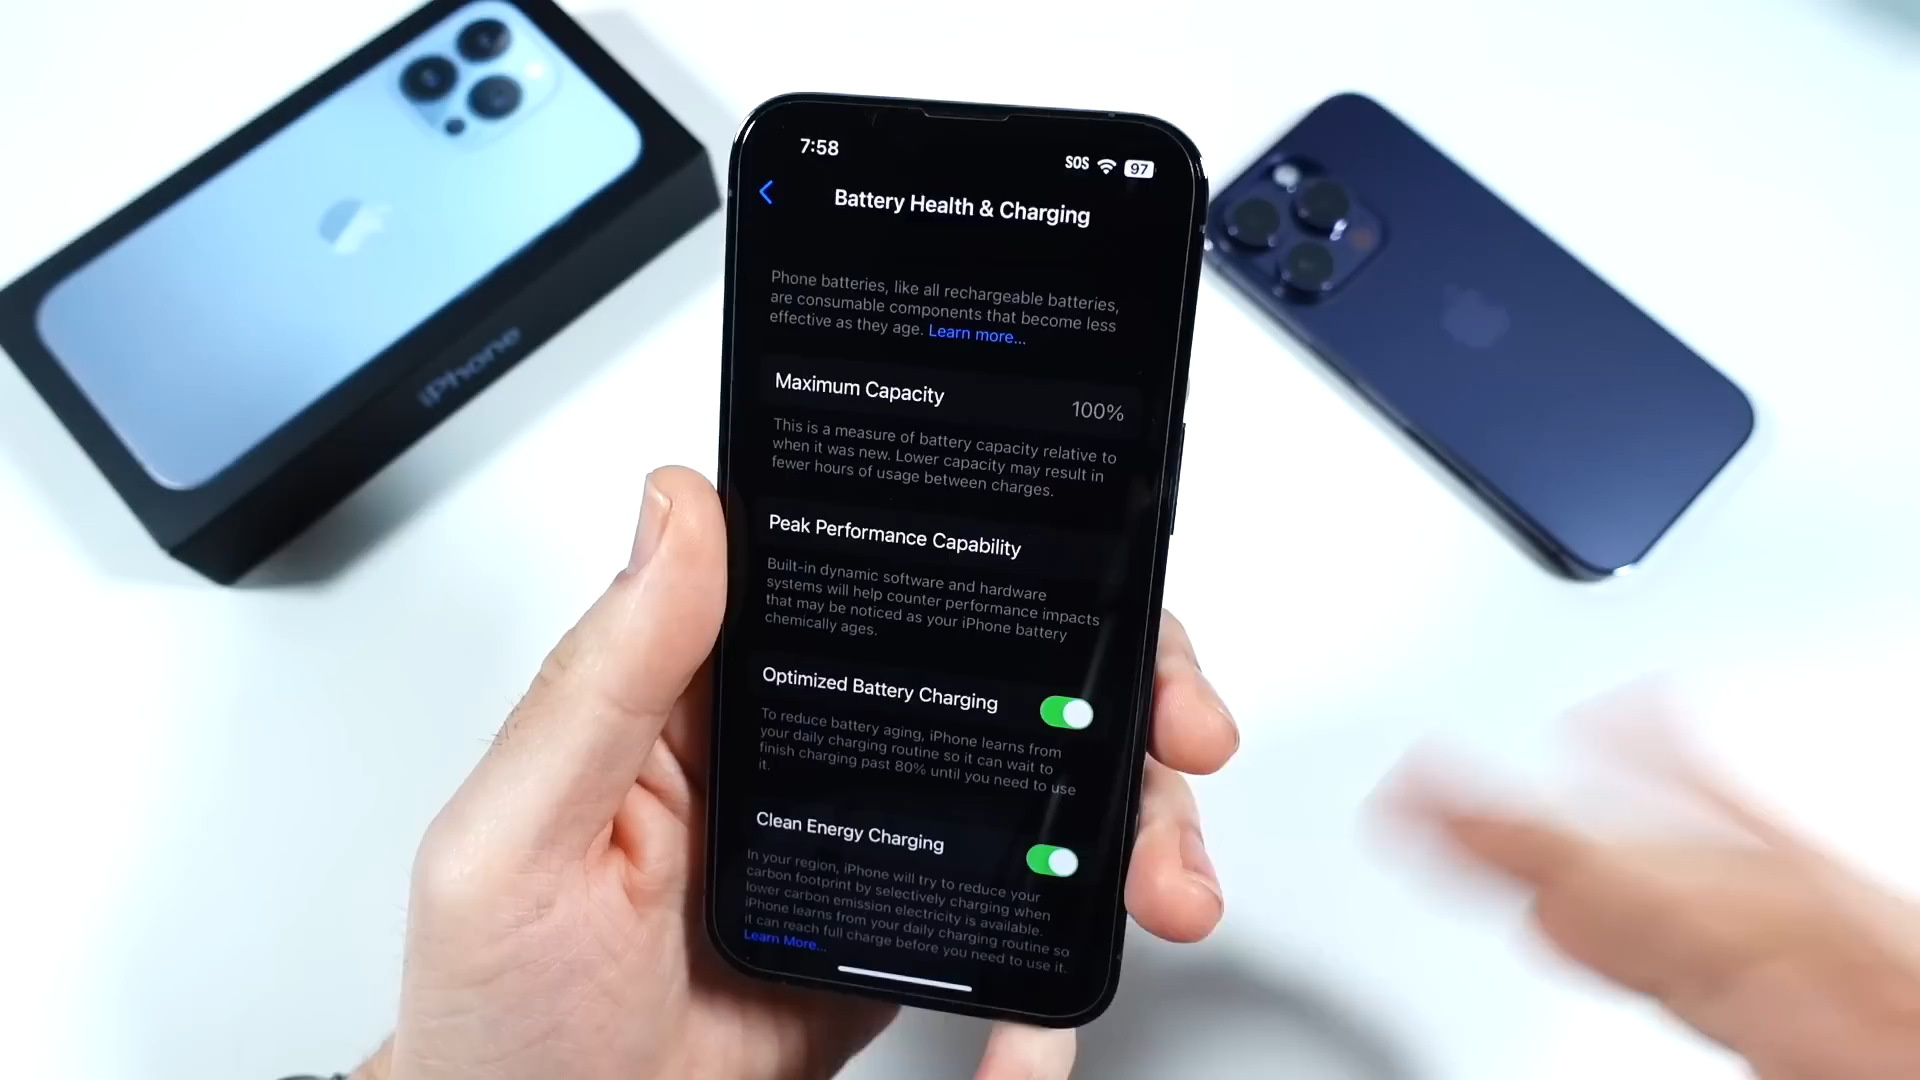 7:58
SOS
97
Battery Health & Charging
Phone batteries, like all rechargeable batteries,
are consumable components that become less
effective as they age. Learn more...
Maximum Capacity
100%
This is a measure of battery capacity relative to
when it was new. Lower capacity may result in
fewer hours of usage between charges.
Peak Performance Capability
Built-in dynamic software and hardware
systems will help counter performance impacts
that may be noticed as your iPhone battery
chemically ages.
Optimized Battery Charging
To reduce battery aging, iPhone learns from
your daily charging routine so it can wait to
finish charging past 80% until you need to use
it.
Clean Energy Charging
In your region, iPhone will try to reduce your
carbon footprint by selectively charging when
lower carbon emission electricity is available.
iPhone learns from your daily charging routine so
it can reach full charge before you need to use it.
Learn More...
iPhone